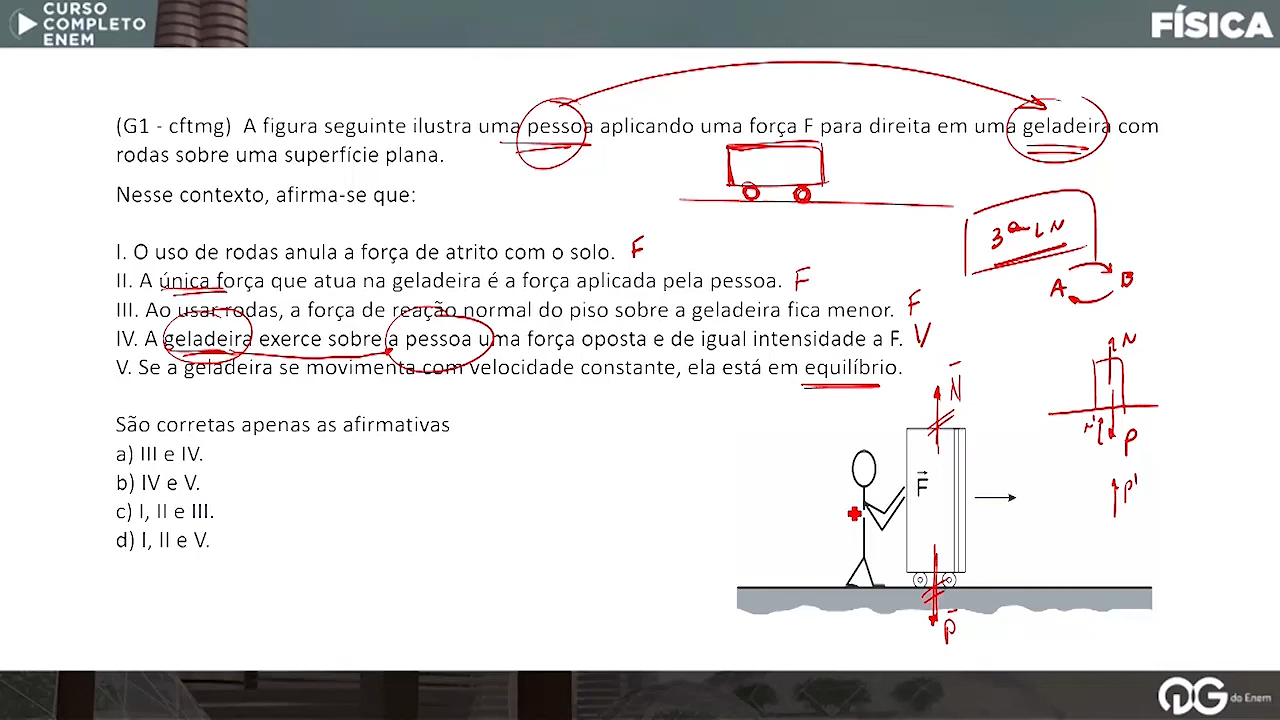 CURSO
COMPLETO
ENEM
FÍSICA
(G1 - cftmg) A figura seguinte ilustra uma pessoa aplicando uma força F para direita em uma geladeira com
rodas sobre uma superfície plana.
Nesse contexto, afirma-se que:
I. O uso de rodas anula a força de atrito com o solo. F
II. A única força que atua na geladeira é a força aplicada pela pessoa. F
III. Ao usar rodas, a força de reação normal do piso sobre a geladeira fica menor. F
IV. A geladeira exerce sobre a pessoa uma força oposta e de igual intensidade a F. V
V. Se a geladeira se movimenta com velocidade constante, ela está em equilíbrio.
São corretas apenas as afirmativas
a) III e IV.
b) IV e V.
c) I, II e III.
d) I, II e V.
3ª LN
A B
N
N'
P
P'
N
F
P
QG do Enem